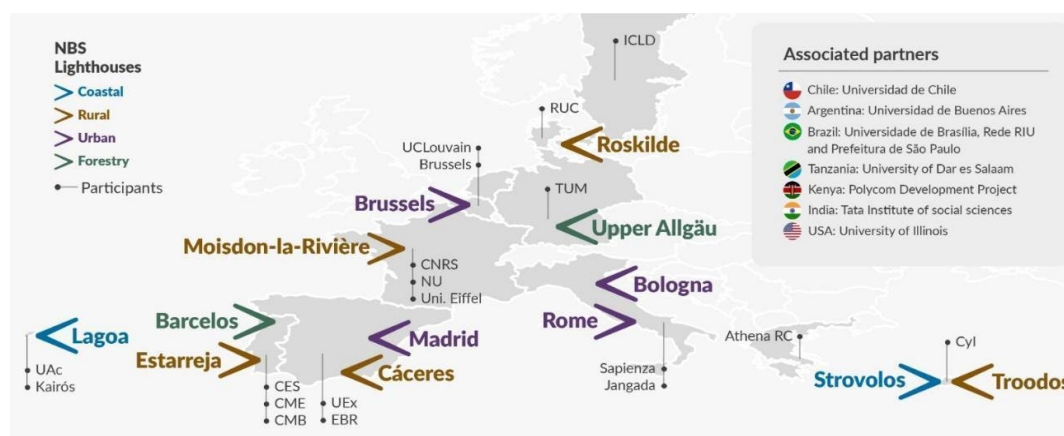 NBS
Lighthouses
Coastal
Rural
Urban
Forestry
Participants
ICLD
RUC
Roskilde
UCLouvain
Brussels
TUM
Brussels
Upper Allgäu
Moisdon-la-Rivière
CNRS
NU
Uni. Eiffel
Bologna
Barcelos
Lagoa
Madrid
Rome
Estarreja
Cáceres
UAc
Kairós
CES
CME
CMB
UEx
EBR
Sapienza
Jangada
Athena RC
CyI
Strovolos
Troodos
Associated partners
Chile: Universidad de Chile
Argentina: Universidad de Buenos Aires
Brazil: Universidade de Brasília, Rede RIU
and Prefeitura de São Paulo
Tanzania: University of Dar es Salaam
Kenya: Polycom Development Project
India: Tata Institute of social sciences
USA: University of Illinois